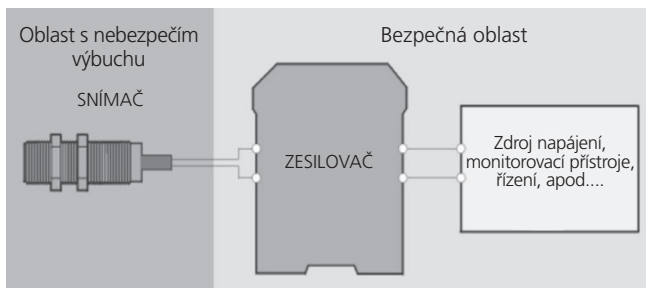 Oblast s nebezpečím
výbuchu
SNÍMAČ
Bezpečná oblast
ZESILOVAČ
Zdroj napájení,
monitorovací přístroje,
řízení, apod....